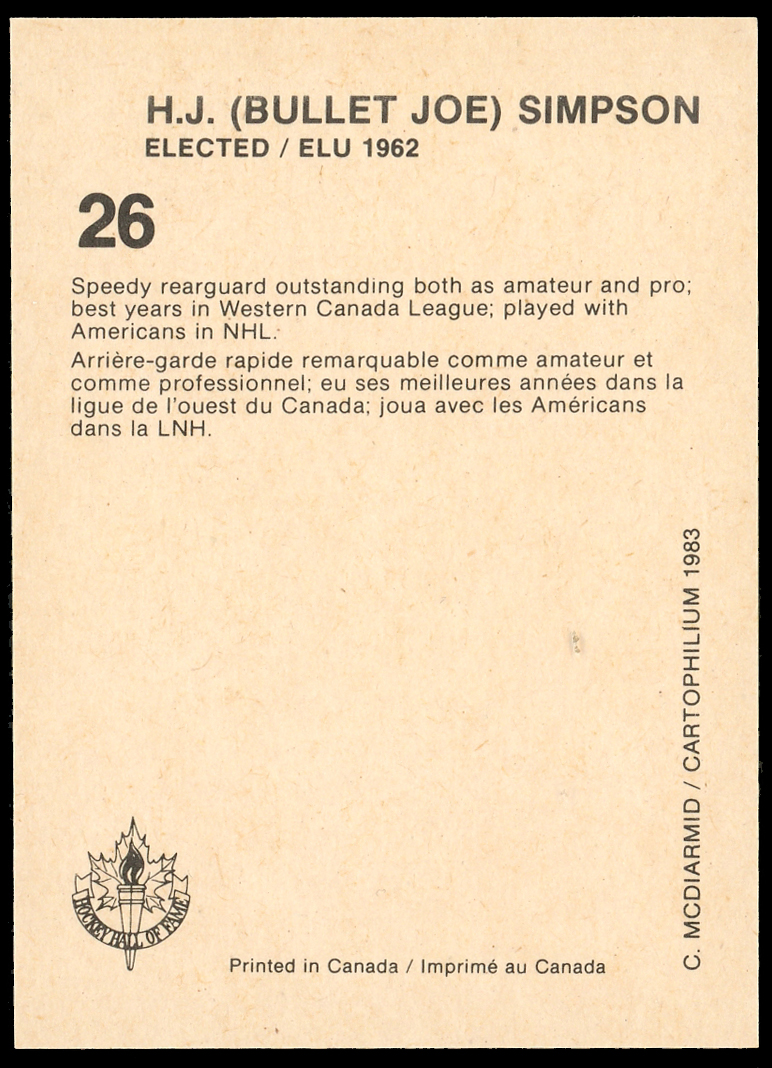 H.J. (BULLET JOE) SIMPSON
ELECTED / ELU 1962
26
Speedy rearguard outstanding both as amateur and pro;
best years in Western Canada League; played with
Americans in NHL.
Arrière-garde rapide remarquable comme amateur et
comme professionnel; eu ses meilleures années dans la
ligue de l'ouest du Canada; joua avec les Américans
dans la LNH.
C. MCDIARMID / CARTOPHILIUM 1983
HOCKEY HALL OF FAME
Printed in Canada / Imprimé au Canada